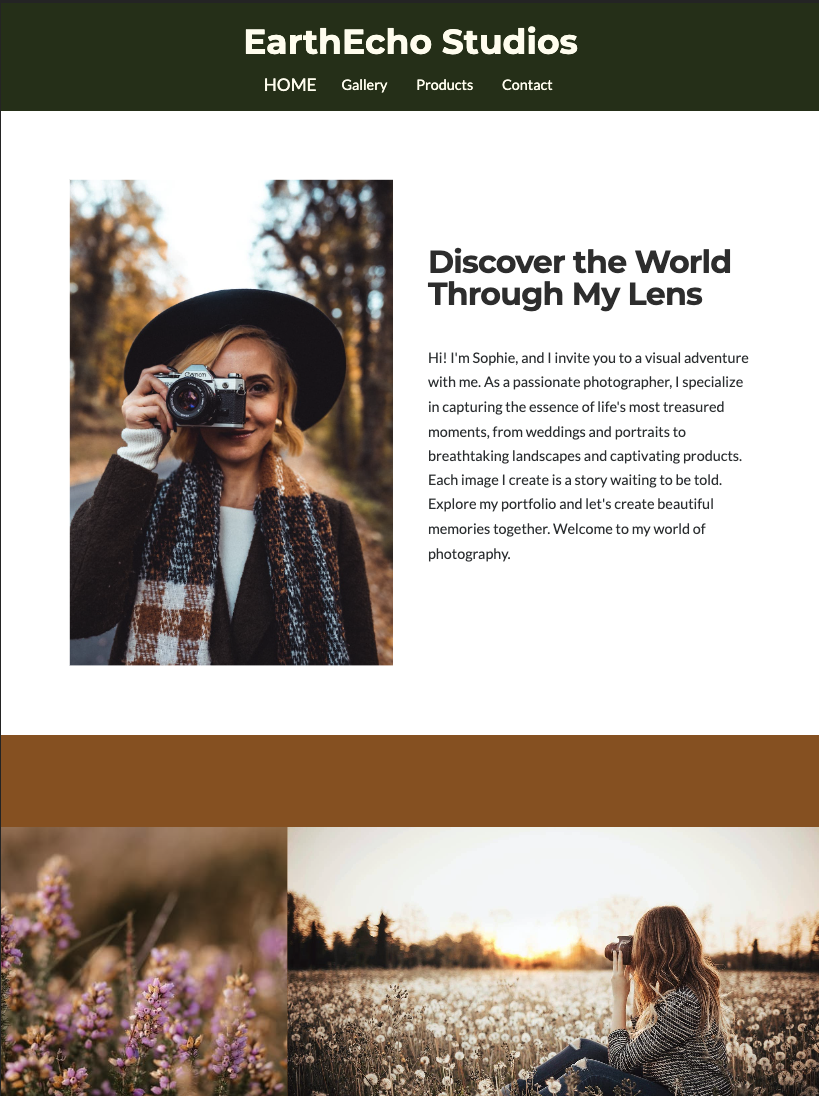 EarthEcho Studios
HOME Gallery Products Contact
Discover the World
Through My Lens
Hi! I'm Sophie, and I invite you to a visual adventure
with me. As a passionate photographer, I specialize
in capturing the essence of life's most treasured
moments, from weddings and portraits to
breathtaking landscapes and captivating products.
Each image I create is a story waiting to be told.
Explore my portfolio and let's create beautiful
memories together. Welcome to my world of
photography.
Canon